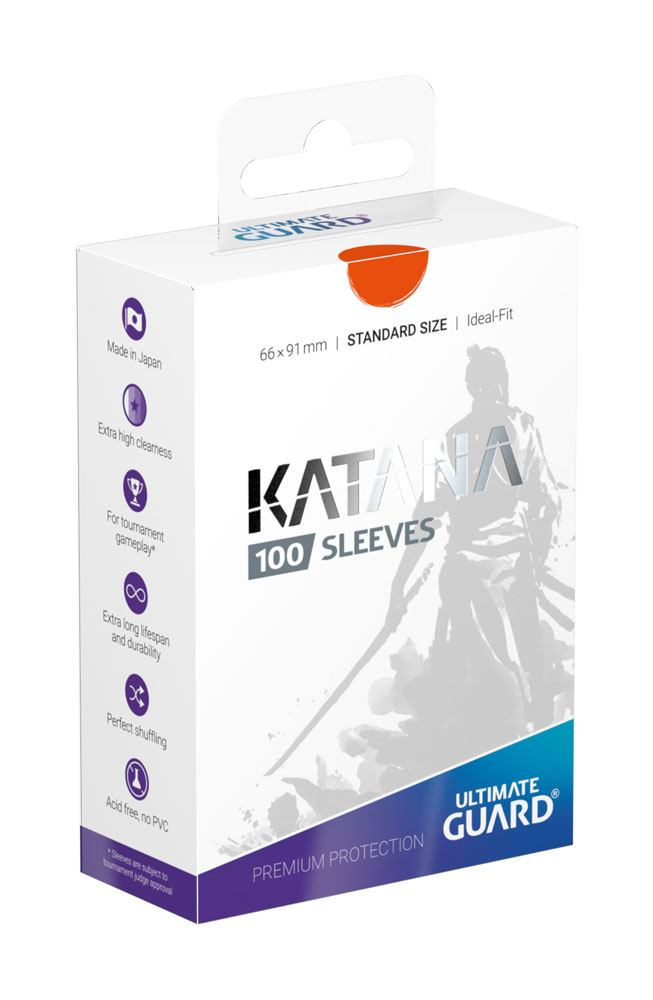 ULTIMATE
GUARD®
66 x 91 mm | STANDARD SIZE | Ideal-Fit
KATANA
100 SLEEVES
Made in Japan
Extra high clearness
For tournament
gameplay*
Extra long lifespan
and durability
Perfect shuffling
Acid free, no PVC
* Sleeves are subject to
tournament judge approval
PREMIUM PROTECTION
ULTIMATE
GUARD®